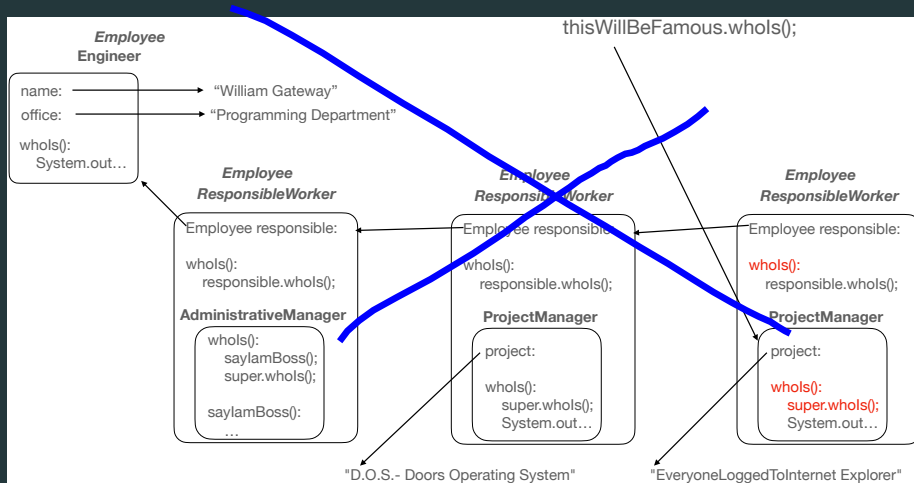 thisWillBeFamous.whoIs();
Employee
Engineer
name:
“William Gateway”
office:
“Programming Department”
whoIs():
System.out…
Employee
ResponsibleWorker
Employee responsible:
whoIs():
responsible.whoIs();
AdministrativeManager
whoIs():
sayIamBoss();
super.whoIs();
sayIamBoss():
…
Employee
ResponsibleWorker
Employee responsible:
whoIs():
responsible.whoIs();
ProjectManager
project:
whoIs():
super.whoIs();
System.out…
Employee
ResponsibleWorker
Employee responsible:
whoIs():
responsible.whoIs();
ProjectManager
project:
whoIs():
super.whoIs();
System.out…
"D.O.S.- Doors Operating System"
"EveryoneLoggedToInternet Explorer"